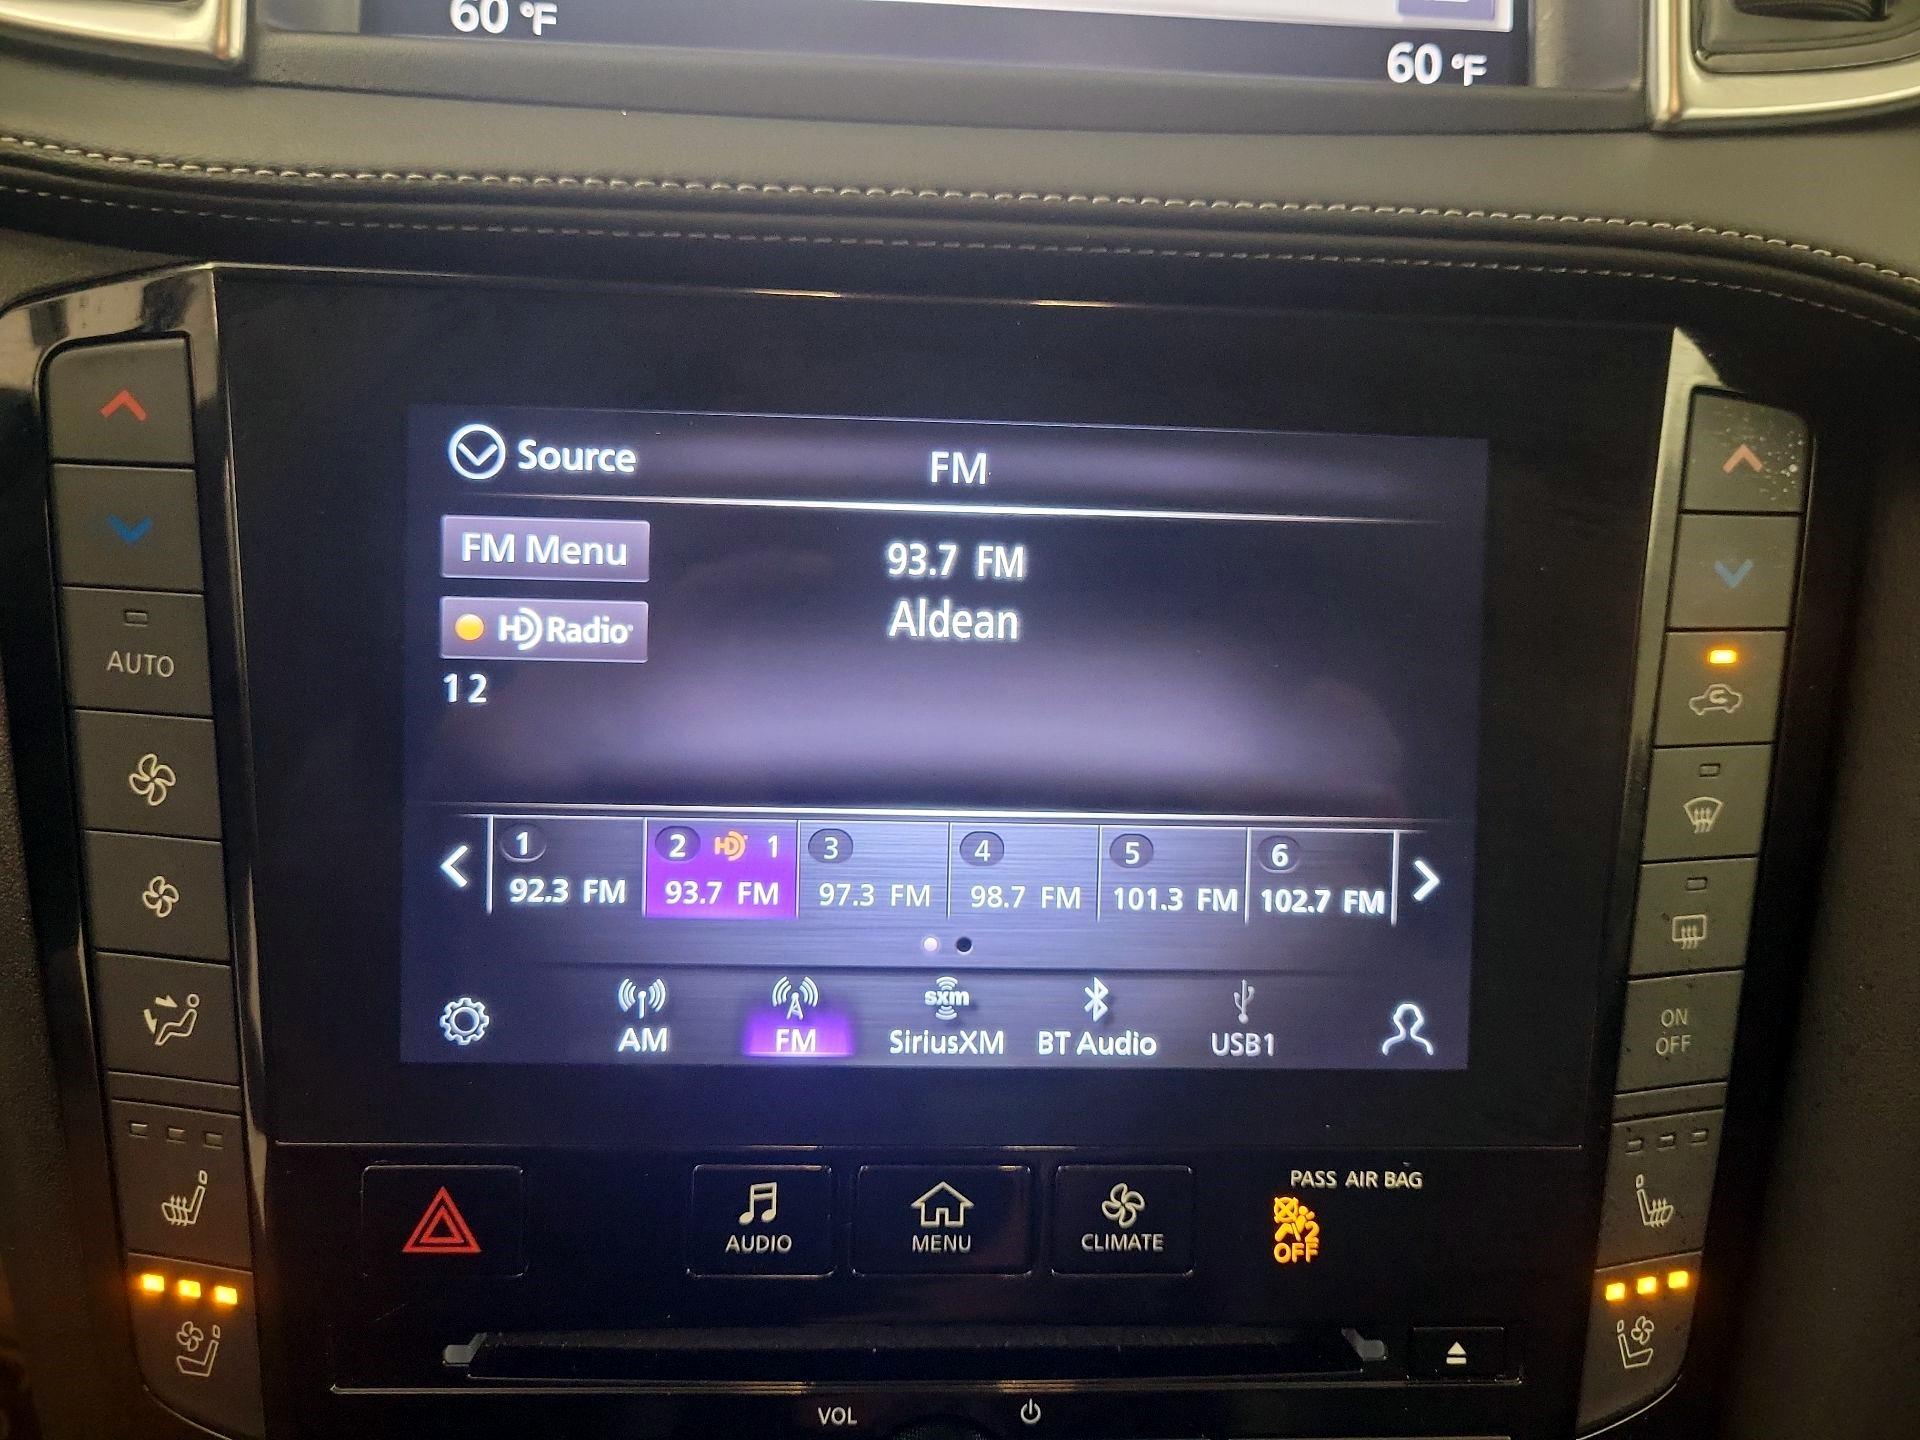 60 °F
60 °F
Source
FM
FM Menu
93.7 FM
HD Radio
Aldean
1 2
1
2 HD 1
3
4
5
6
92.3 FM
93.7 FM
97.3 FM
98.7 FM
101.3 FM
102.7 FM
sxm
AM
FM
SiriusXM
BT Audio
USB1
AUTO
ON
OFF
PASS AIR BAG
2
OFF
AUDIO
MENU
CLIMATE
VOL